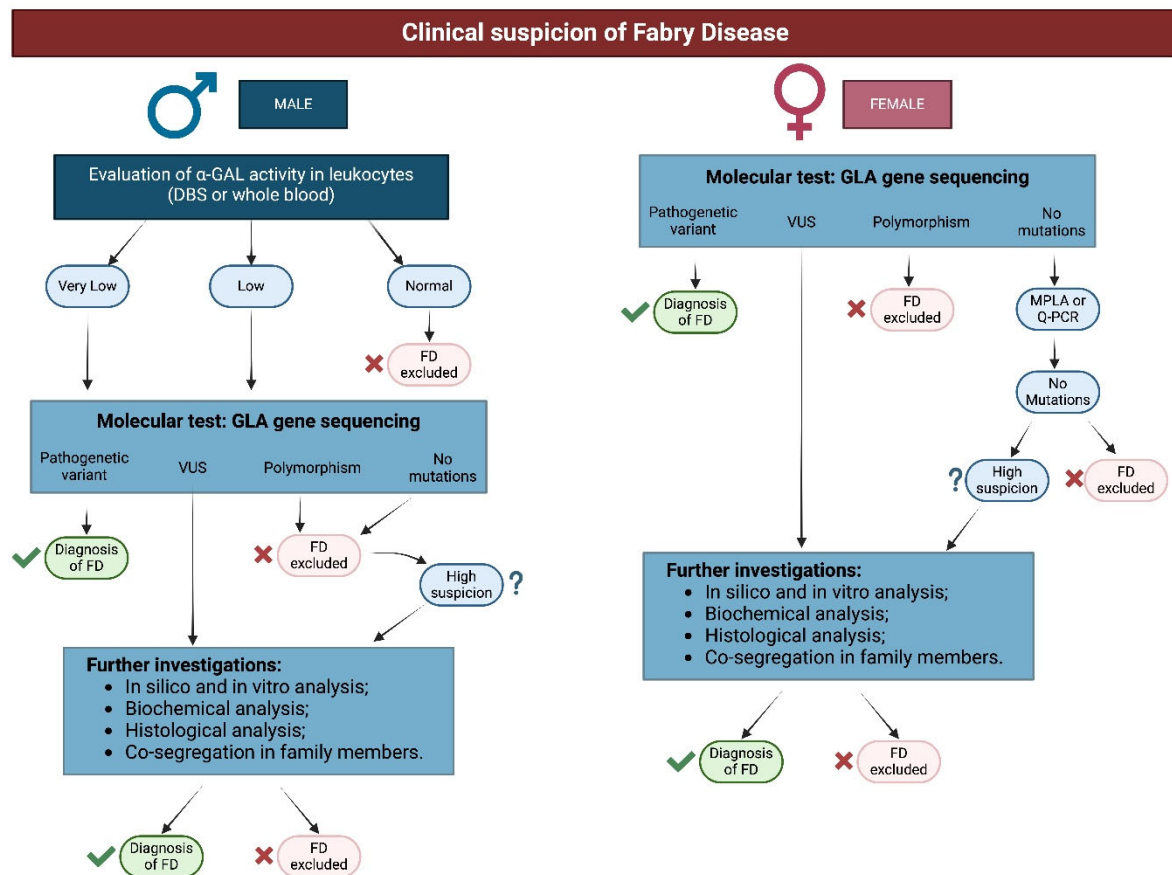 Clinical suspicion of Fabry Disease
MALE
Evaluation of α-GAL activity in leukocytes
(DBS or whole blood)
Very Low
Low
Normal
FD
excluded
Molecular test: GLA gene sequencing
Pathogenetic
variant
VUS
Polymorphism
No
mutations
Diagnosis
of FD
FD
excluded
High
suspicion
?
Further investigations:
• In silico and in vitro analysis;
• Biochemical analysis;
• Histological analysis;
• Co-segregation in family members.
Diagnosis
of FD
FD
excluded
FEMALE
Molecular test: GLA gene sequencing
Pathogenetic
variant
VUS
Polymorphism
No
mutations
Diagnosis
of FD
FD
excluded
MPLA or
Q-PCR
No
Mutations
?
High
suspicion
FD
excluded
Further investigations:
• In silico and in vitro analysis;
• Biochemical analysis;
• Histological analysis;
• Co-segregation in family members.
Diagnosis
of FD
FD
excluded